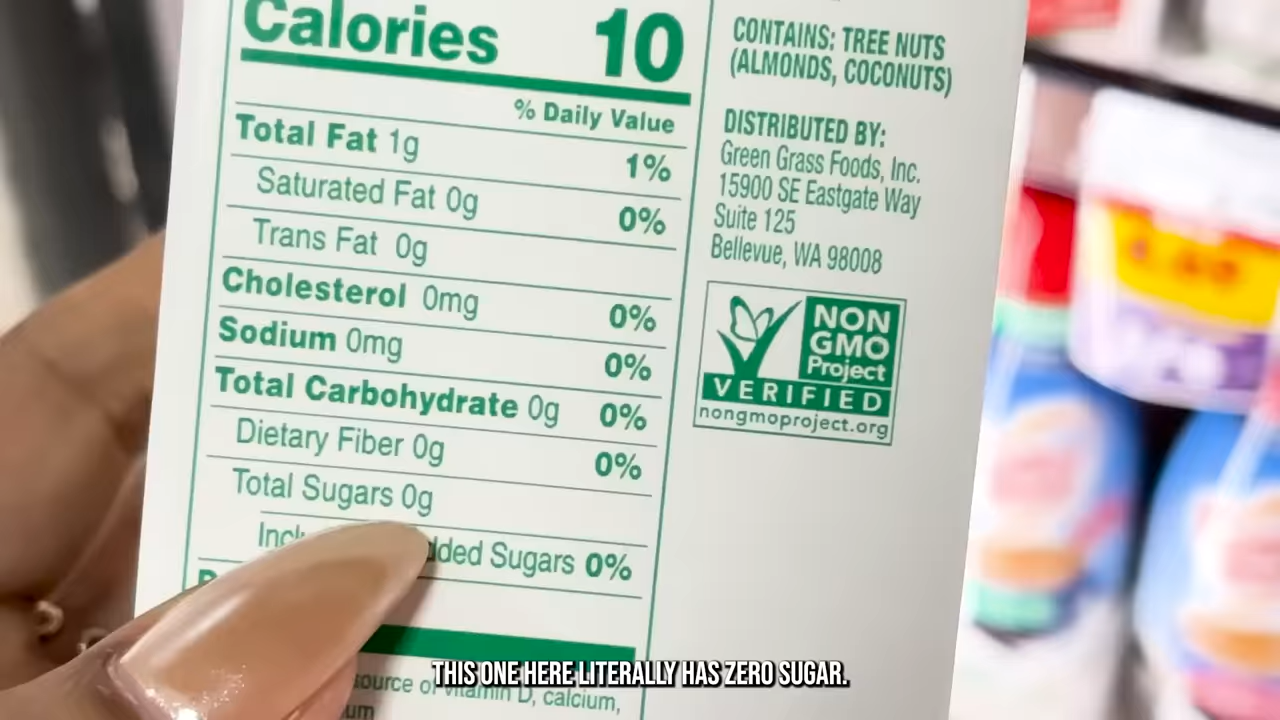 Calories 10
% Daily Value
Total Fat 1g 1%
Saturated Fat 0g 0%
Trans Fat 0g
Cholesterol 0mg 0%
Sodium 0mg 0%
Total Carbohydrate 0g 0%
Dietary Fiber 0g 0%
Total Sugars 0g
Added Sugars 0%
source of vitamin D, calcium,
CONTAINS: TREE NUTS
(ALMONDS, COCONUTS)
DISTRIBUTED BY:
Green Grass Foods, Inc.
15900 SE Eastgate Way
Suite 125
Bellevue, WA 98008
NON
GMO
Project
VERIFIED
nongmoproject.org
THIS ONE HERE LITERALLY HAS ZERO SUGAR.